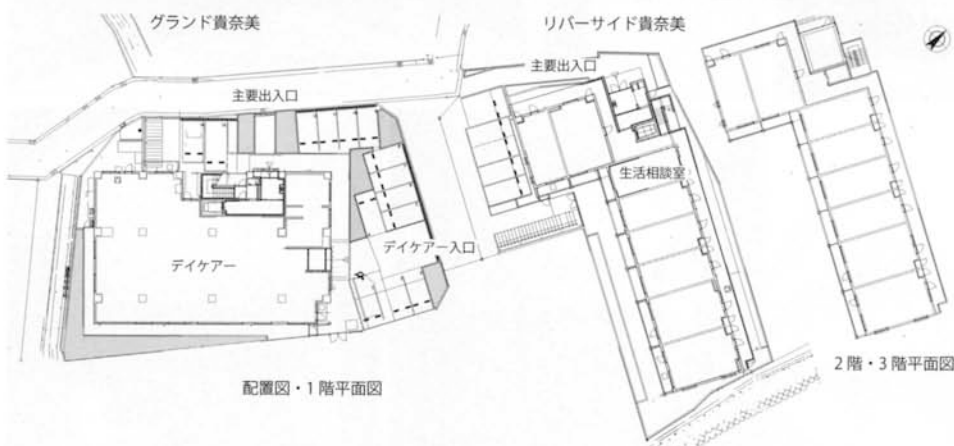 グランド貴奈美
リバーサイド貴奈美
主要出入口
主要出入口
生活相談室
デイケアー入口
デイケアー
2階・3階平面図
配置図・1階平面図